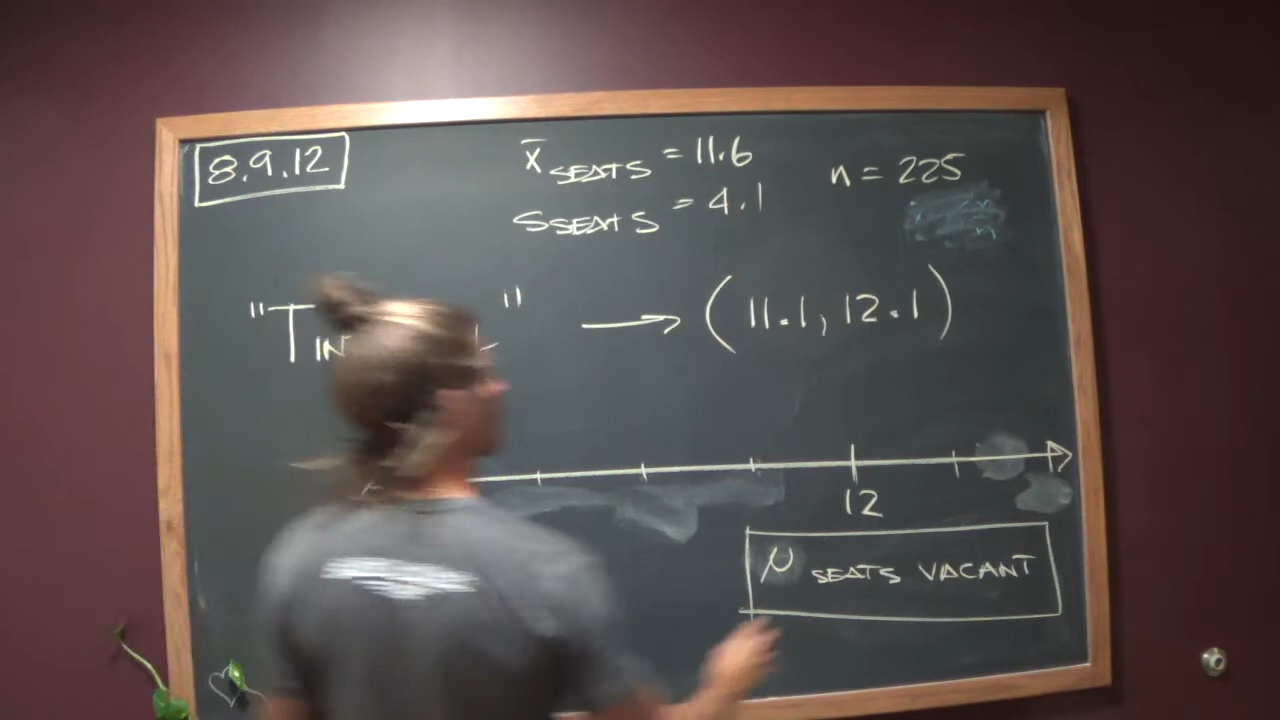 8.9.12
x̄ SEATS = 11.6
n = 225
S SEATS = 4.1
→ (11.1, 12.1)
12
μ SEATS VACANT